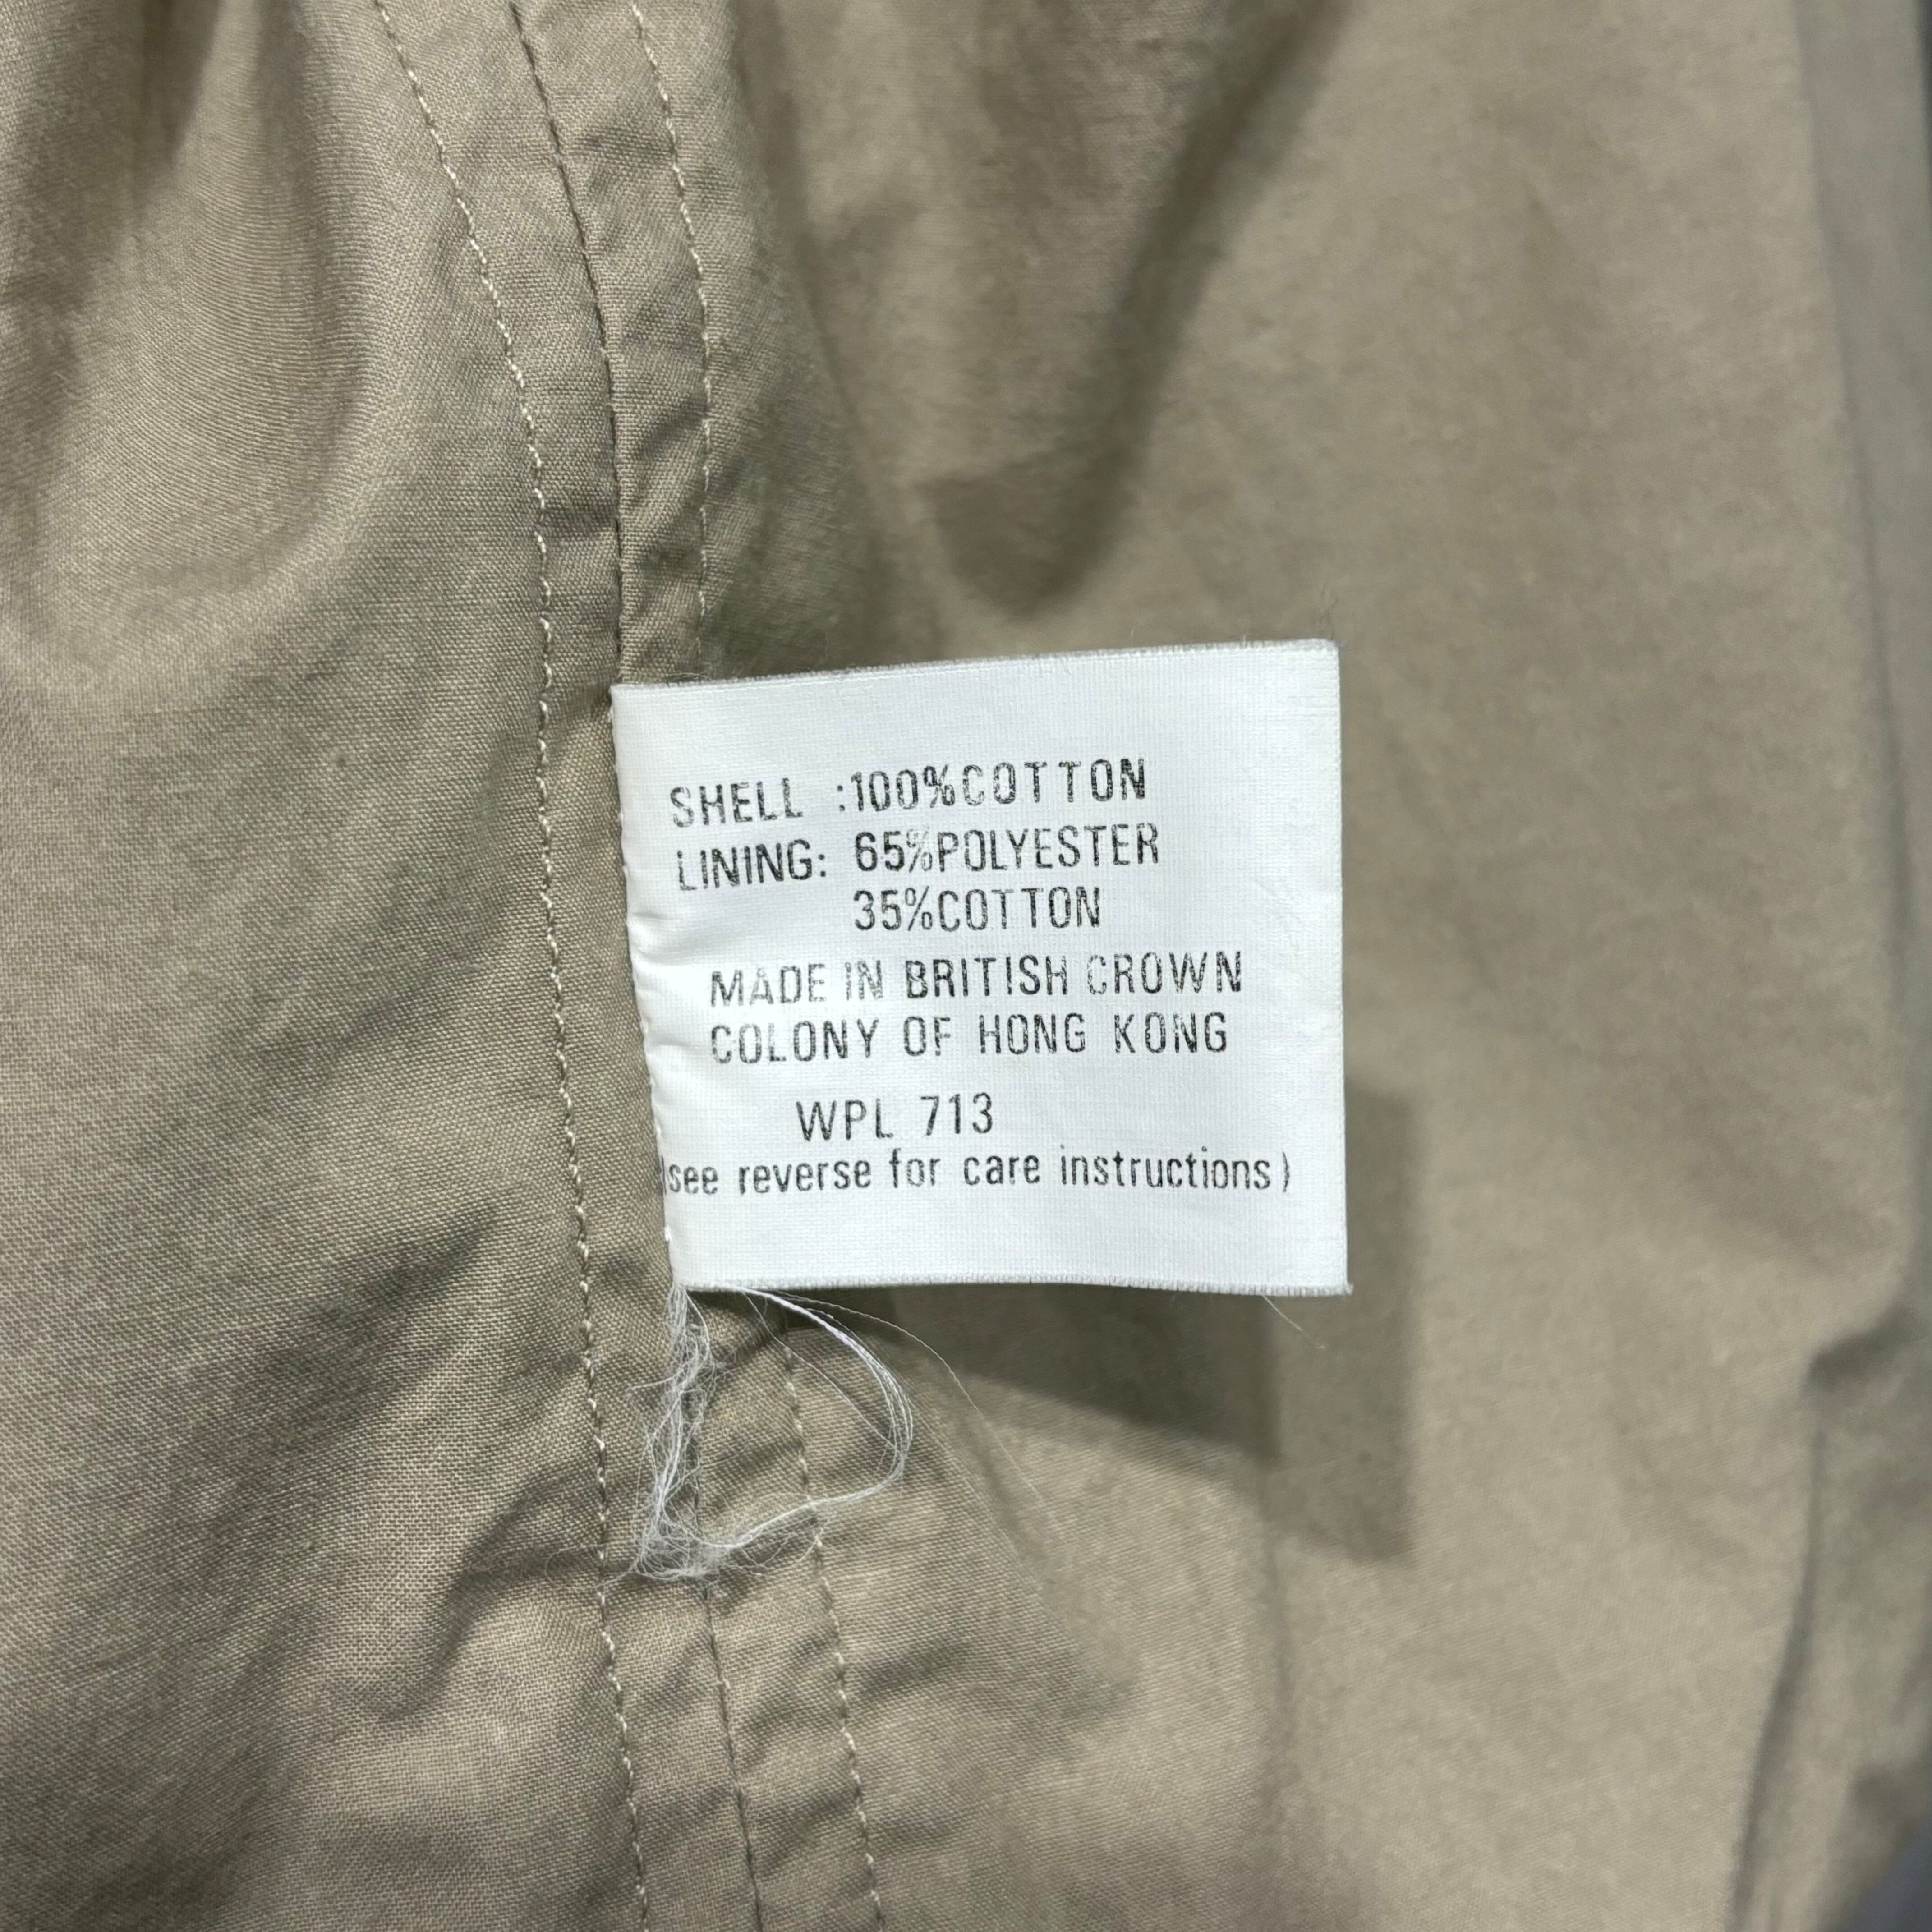 SHELL :100%COTTON
LINING: 65%POLYESTER
35%COTTON
MADE IN BRITISH CROWN
COLONY OF HONG KONG
WPL 713
(see reverse for care instructions)